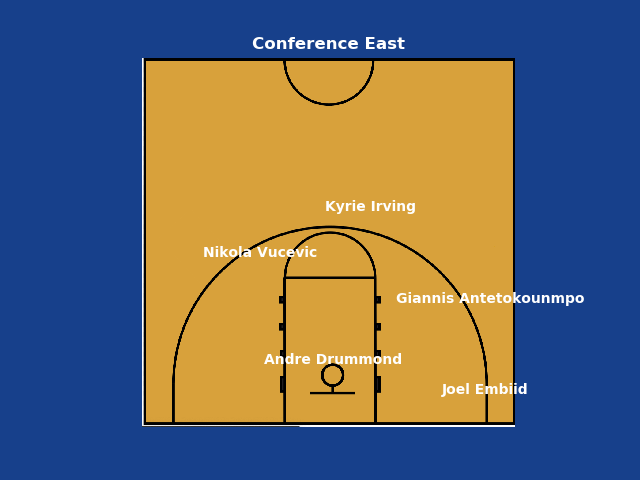 Conference East
Kyrie Irving
Nikola Vucevic
Giannis Antetokounmpo
Andre Drummond
Joel Embiid